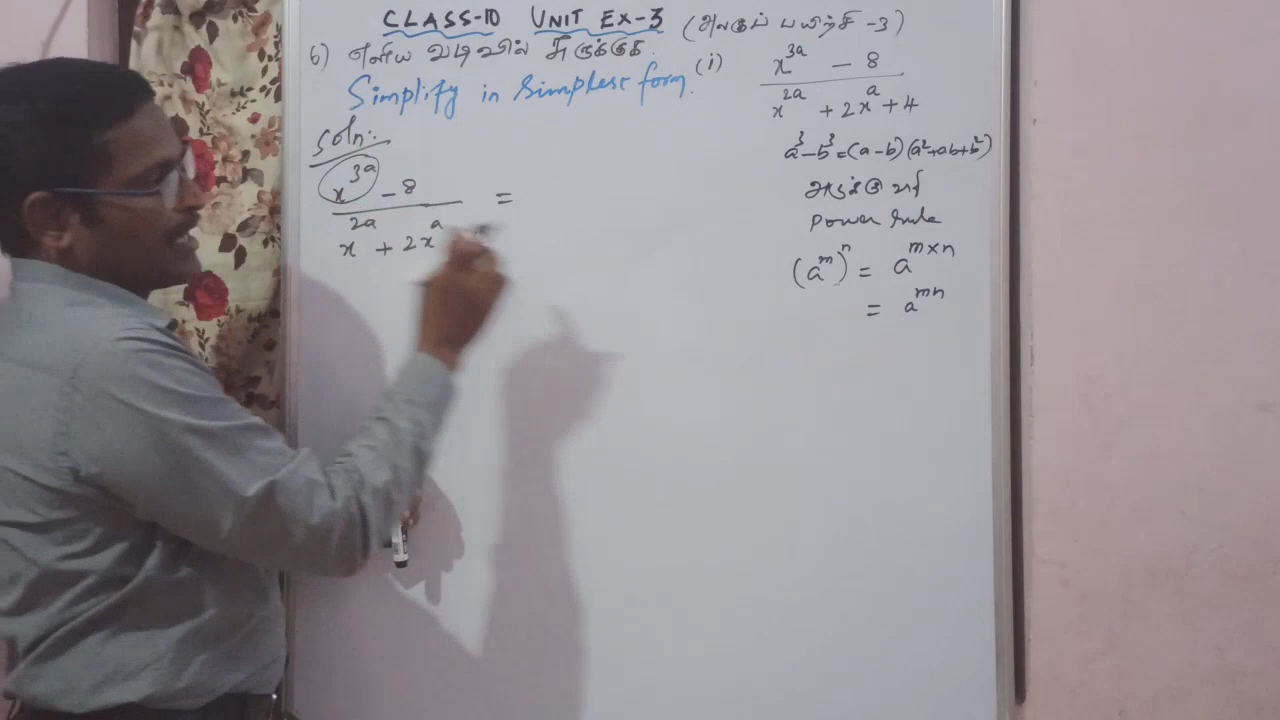 CLASS-10 UNIT EX-3 (அலகுப் பயிற்சி -3)
6) எளிய வடிவில் சுருக்குக.
Simplify in simplest form. (i) x^{3a} - 8 / x^{2a} + 2x^{a} + 4
a³-b³=(a-b)(a²+ab+b²)
அடுக்கு விதி
Power rule
(a^{m})^{n} = a^{m×n}
= a^{mn}
Soln:-
x^{3a} - 8 =
x^{2a} + 2x^{a}